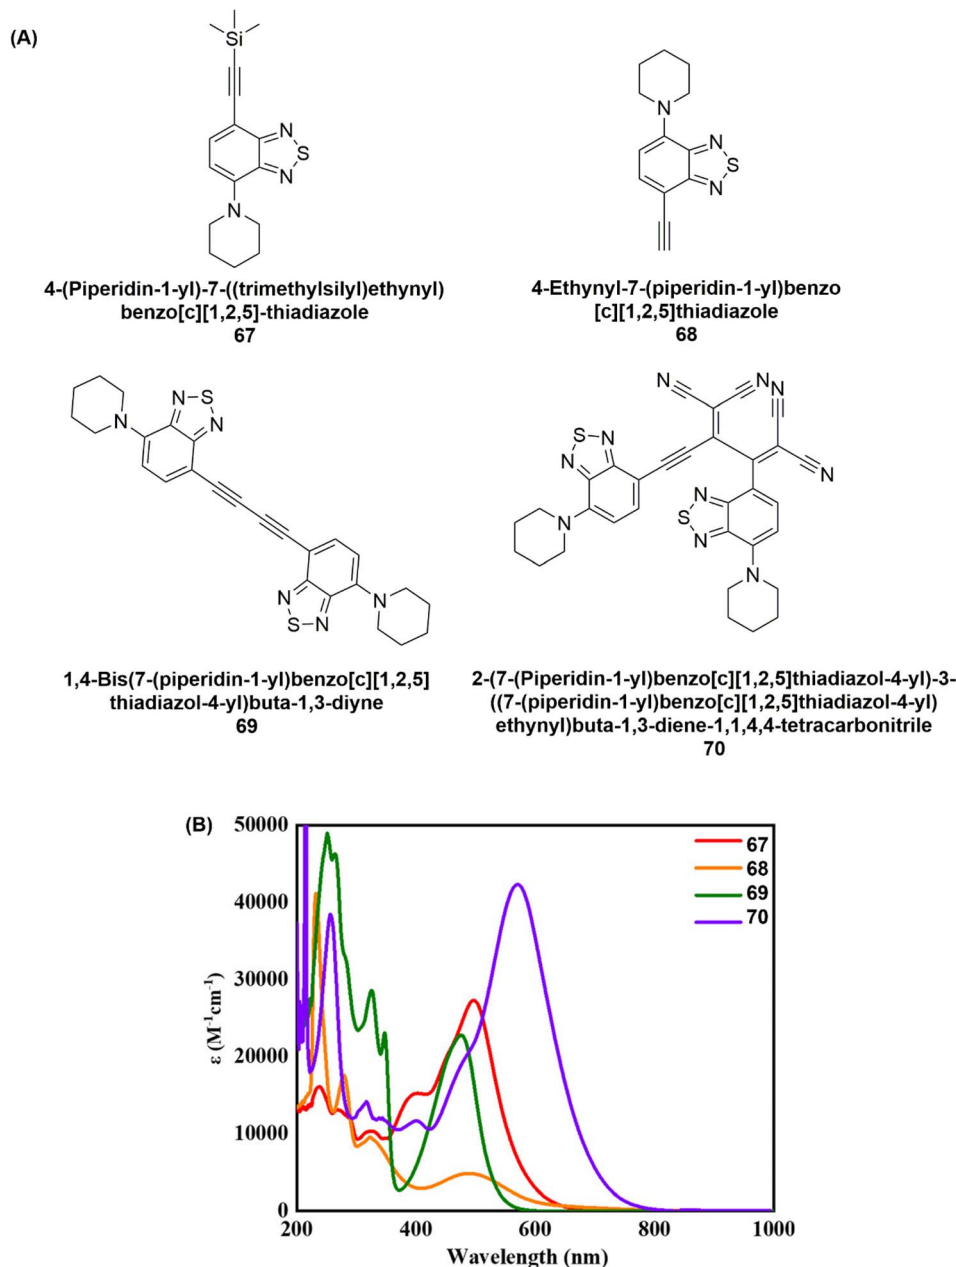 (A)
Si
N
N
S
N
N
4-(Piperidin-1-yl)-7-((trimethylsilyl)ethynyl)
benzo[c][1,2,5]-thiadiazole
67
N
N
S
N
4-Ethynyl-7-(piperidin-1-yl)benzo
[c][1,2,5]thiadiazole
68
N
N
S
N
N
S
N
N
1,4-Bis(7-(piperidin-1-yl)benzo[c][1,2,5]
thiadiazol-4-yl)buta-1,3-diyne
69
N
N
N
N
S
N
N
N
N
S
N
N
2-(7-(Piperidin-1-yl)benzo[c][1,2,5]thiadiazol-4-yl)-3-
((7-(piperidin-1-yl)benzo[c][1,2,5]thiadiazol-4-yl)
ethynyl)buta-1,3-diene-1,1,4,4-tetracarbonitrile
70
(B)
50000
40000
30000
20000
10000
0
ε (M⁻¹cm⁻¹)
67
68
69
70
200
400
600
800
1000
Wavelength (nm)